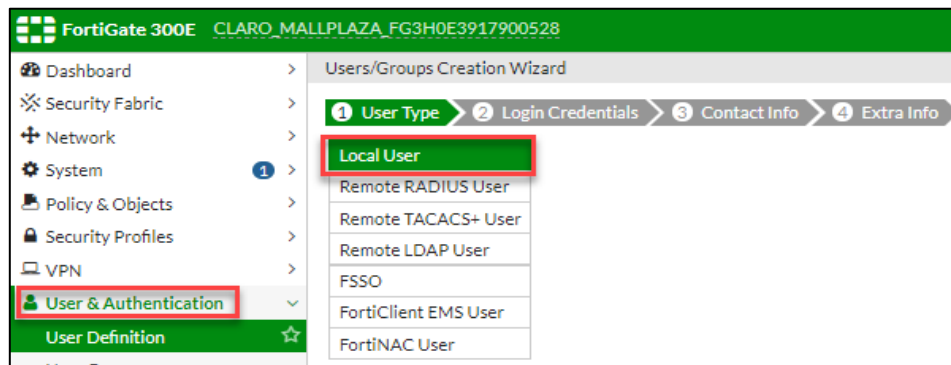 FortiGate 300E CLARO_MALLPLAZA_FG3H0E3917900528
Dashboard
Security Fabric
Network
System 1
Policy & Objects
Security Profiles
VPN
User & Authentication
User Definition
Users/Groups Creation Wizard
1 User Type 2 Login Credentials 3 Contact Info 4 Extra Info
Local User
Remote RADIUS User
Remote TACACS+ User
Remote LDAP User
FSSO
FortiClient EMS User
FortiNAC User